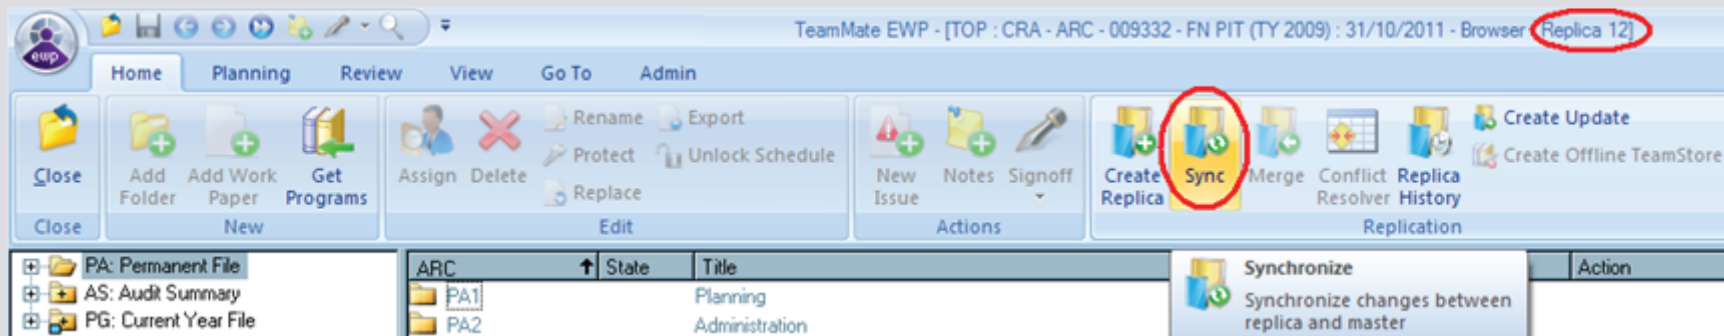 TeamMate EWP - [TOP : CRA - ARC - 009332 - FN PIT (TY 2009) : 31/10/2011 - Browser - Replica 12]
ewp
Home Planning Review View Go To Admin
Close
Add Folder
Add Work Paper
Get Programs
Assign
Delete
Rename
Protect
Replace
Export
Unlock Schedule
New Issue
Notes
Signoff
Create Replica
Sync
Merge
Conflict Resolver
Replica History
Create Update
Create Offline TeamStore
Close New Edit Actions Replication
PA: Permanent File
AS: Audit Summary
PG: Current Year File
ARC State Title Action
PA1 Planning
PA2 Administration
Synchronize
Synchronize changes between
replica and master